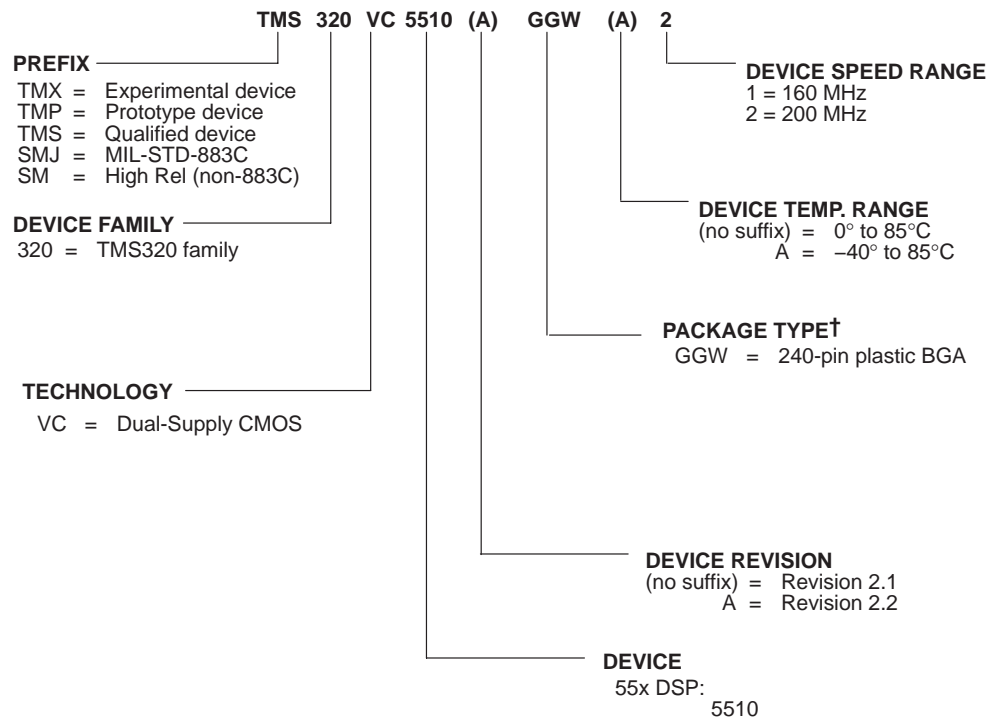 TMS 320 VC 5510 (A) GGW (A) 2
PREFIX
TMX = Experimental device
TMP = Prototype device
TMS = Qualified device
SMJ = MIL-STD-883C
SM = High Rel (non-883C)
DEVICE SPEED RANGE
1 = 160 MHz
2 = 200 MHz
DEVICE FAMILY
320 = TMS320 family
DEVICE TEMP. RANGE
(no suffix) = 0° to 85°C
A = −40° to 85°C
PACKAGE TYPE†
GGW = 240-pin plastic BGA
TECHNOLOGY
VC = Dual-Supply CMOS
DEVICE REVISION
(no suffix) = Revision 2.1
A = Revision 2.2
DEVICE
55x DSP:
5510